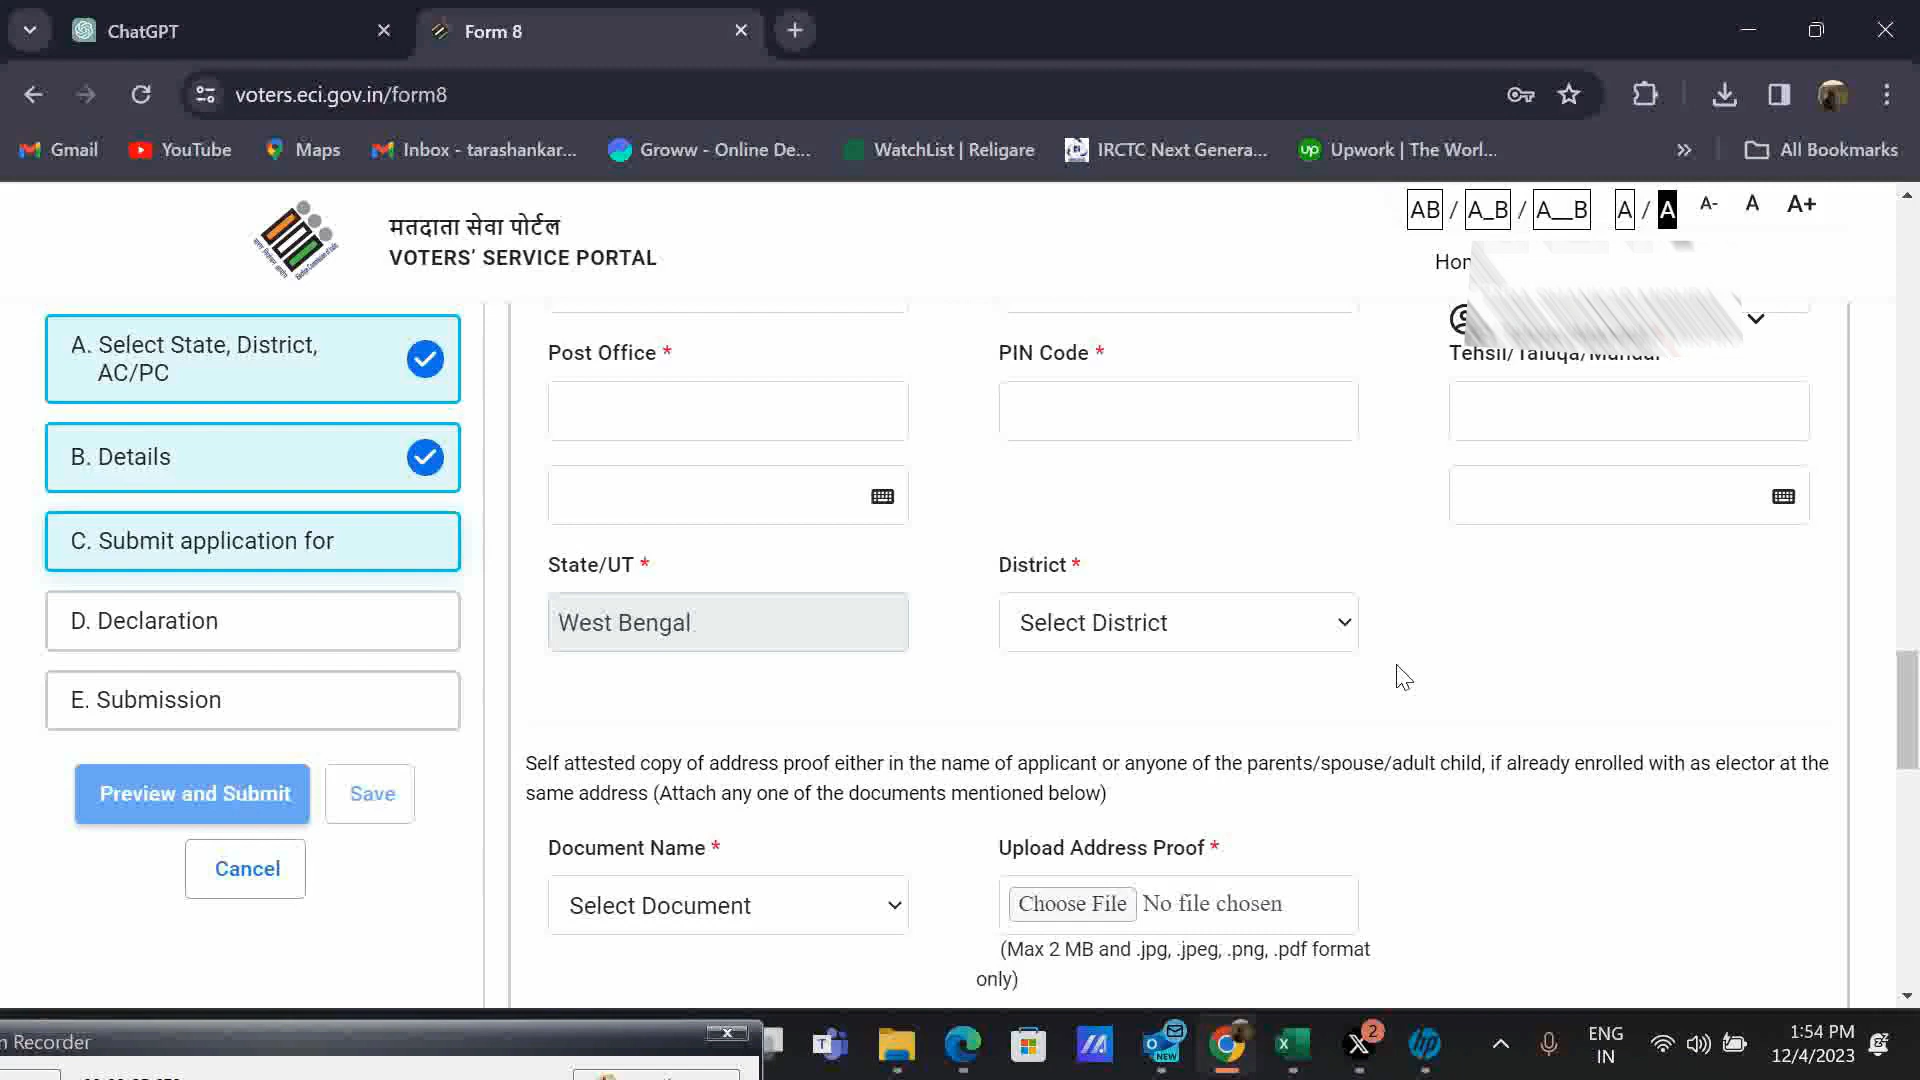 ChatGPT
Form 8
voters.eci.gov.in/form8
Gmail
YouTube
Maps
Inbox - tarashankar...
Groww - Online De...
WatchList | Religare
IRCTC Next Genera...
Upwork | The Worl...
All Bookmarks
मतदाता सेवा पोर्टल
VOTERS’ SERVICE PORTAL
AB / A_B / A__B A / A A- A A+
A. Select State, District,
AC/PC
B. Details
C. Submit application for
D. Declaration
E. Submission
Preview and Submit
Save
Cancel
Post Office *
PIN Code *
Tehsil/Taluqa/Mandal
State/UT *
District *
West Bengal
Select District
Self attested copy of address proof either in the name of applicant or anyone of the parents/spouse/adult child, if already enrolled with as elector at the
same address (Attach any one of the documents mentioned below)
Document Name *
Upload Address Proof *
Select Document
Choose File No file chosen
(Max 2 MB and .jpg, .jpeg, .png, .pdf format
only)
n Recorder
NEW
2
ENG
IN
1:54 PM
12/4/2023